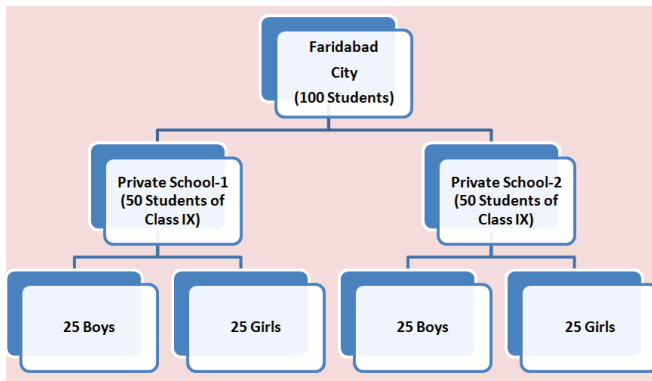 Faridabad
City
(100 Students)
Private School-1
(50 Students of
Class IX)
Private School-2
(50 Students of
Class IX)
25 Boys
25 Girls
25 Boys
25 Girls